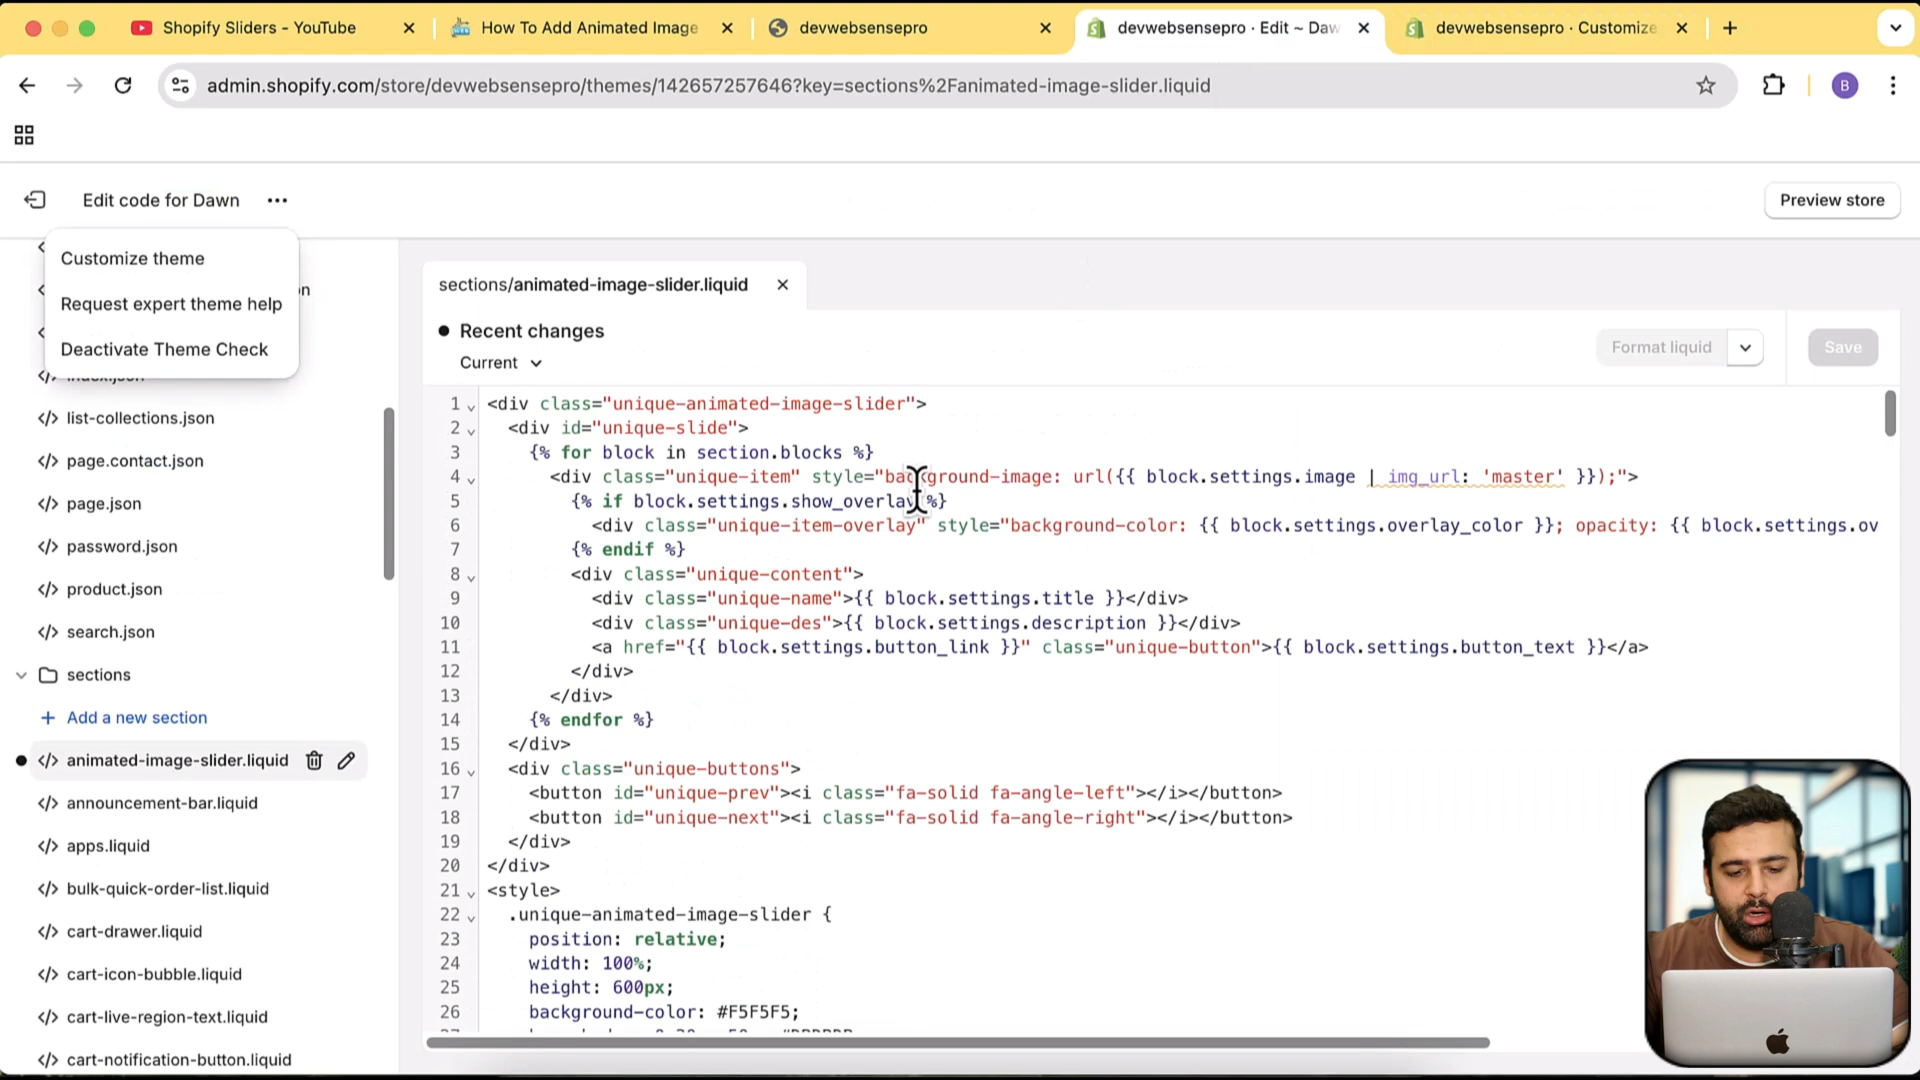 Shopify Sliders - YouTube
How To Add Animated Image
devwebsensepro
devwebsensepro · Edit ~ Daw
devwebsensepro · Customize
admin.shopify.com/store/devwebsensepro/themes/142657257646?key=sections%2Fanimated-image-slider.liquid
B
Edit code for Dawn
Preview store
Customize theme
Request expert theme help
Deactivate Theme Check
index.json
list-collections.json
page.contact.json
page.json
password.json
product.json
search.json
sections
Add a new section
animated-image-slider.liquid
announcement-bar.liquid
apps.liquid
bulk-quick-order-list.liquid
cart-drawer.liquid
cart-icon-bubble.liquid
cart-live-region-text.liquid
cart-notification-button.liquid
sections/animated-image-slider.liquid
Recent changes
Current
Format liquid
Save
1 <div class="unique-animated-image-slider">
2 <div id="unique-slide">
3 {% for block in section.blocks %}
4 <div class="unique-item" style="background-image: url({{ block.settings.image | img_url: 'master' }});">
5 {% if block.settings.show_overlay %}
6 <div class="unique-item-overlay" style="background-color: {{ block.settings.overlay_color }}; opacity: {{ block.settings.ov
7 {% endif %}
8 <div class="unique-content">
9 <div class="unique-name">{{ block.settings.title }}</div>
10 <div class="unique-des">{{ block.settings.description }}</div>
11 <a href="{{ block.settings.button_link }}" class="unique-button">{{ block.settings.button_text }}</a>
12 </div>
13 </div>
14 {% endfor %}
15 </div>
16 <div class="unique-buttons">
17 <button id="unique-prev"><i class="fa-solid fa-angle-left"></i></button>
18 <button id="unique-next"><i class="fa-solid fa-angle-right"></i></button>
19 </div>
20 </div>
21 <style>
22 .unique-animated-image-slider {
23 position: relative;
24 width: 100%;
25 height: 600px;
26 background-color: #F5F5F5;